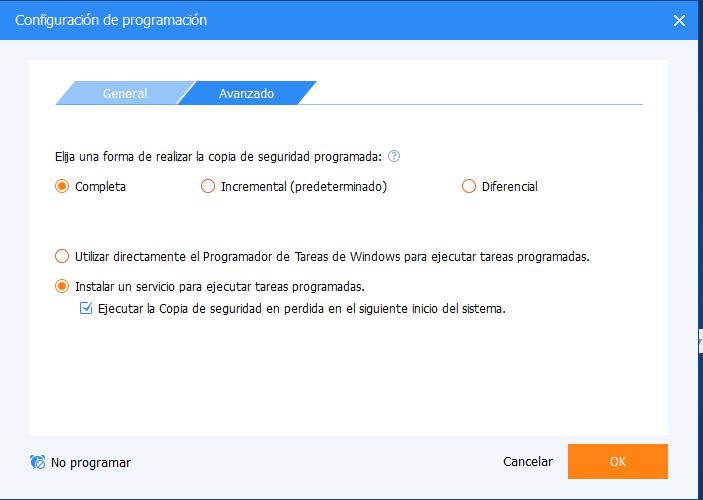 Configuración de programación
General
Avanzado
Elija una forma de realizar la copia de seguridad programada: ?
Completa
Incremental (predeterminado)
Diferencial
Utilizar directamente el Programador de Tareas de Windows para ejecutar tareas programadas.
Instalar un servicio para ejecutar tareas programadas.
Ejecutar la Copia de seguridad en perdida en el siguiente inicio del sistema.
No programar
Cancelar
OK